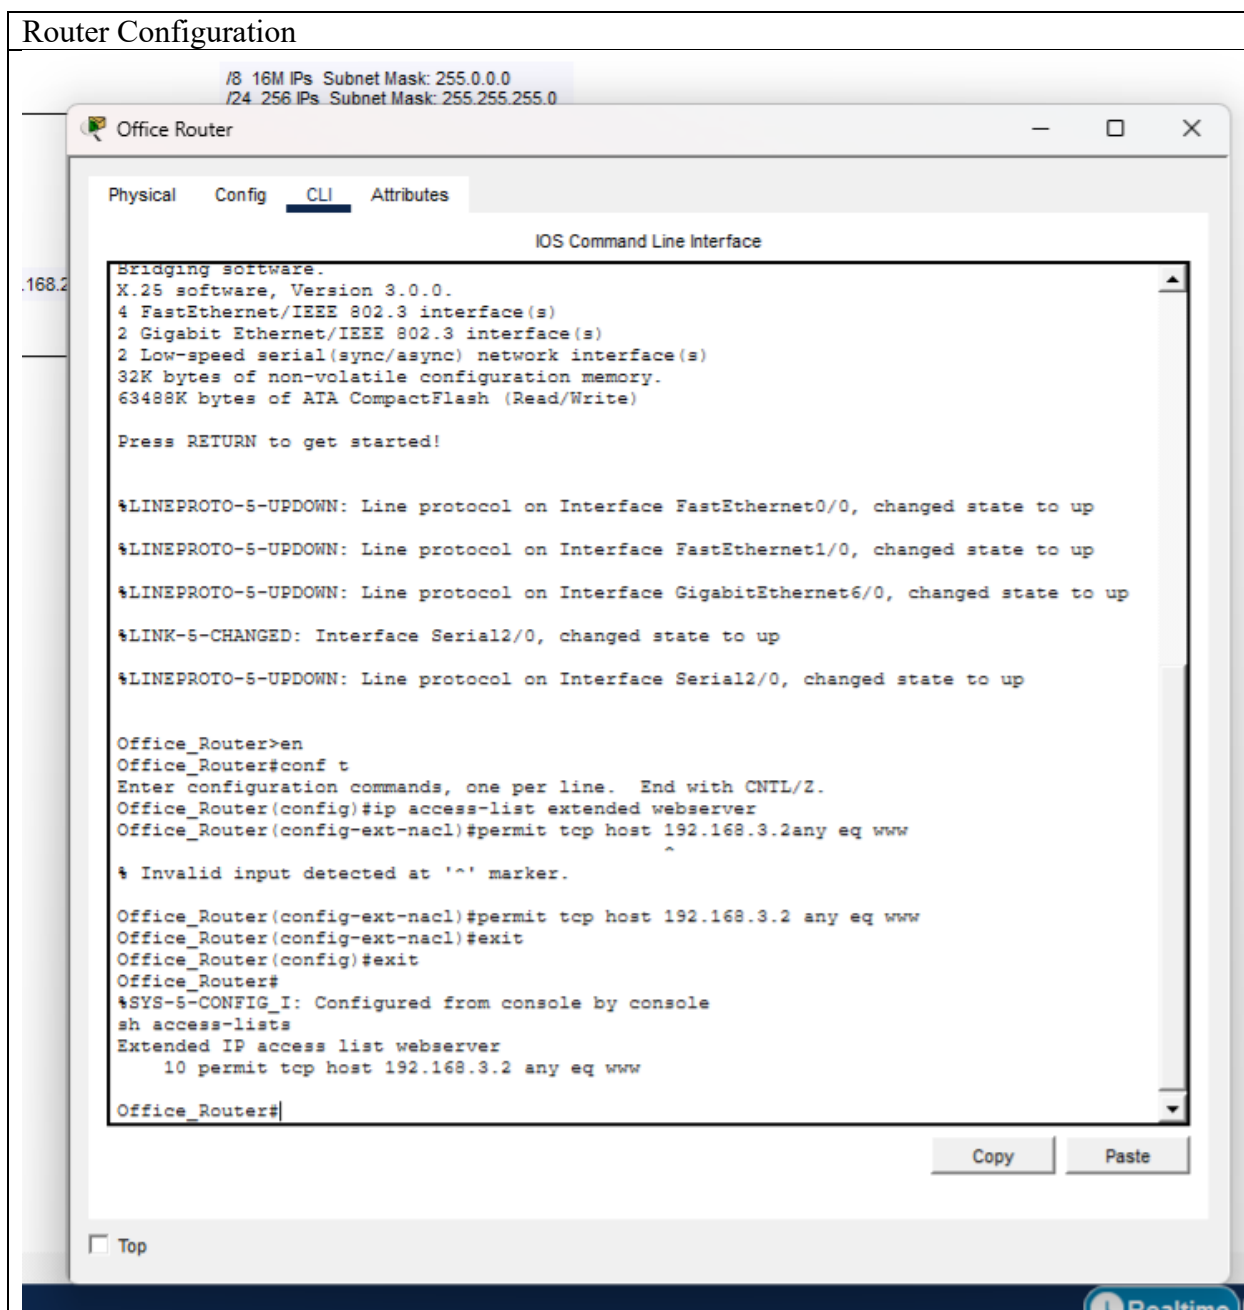 Router Configuration
/8 16M IPs Subnet Mask: 255.0.0.0
/24 256 IPs Subnet Mask: 255.255.255.0
Office Router
Physical Config CLI Attributes
IOS Command Line Interface
.168.2
Bridging software.
X.25 software, Version 3.0.0.
4 FastEthernet/IEEE 802.3 interface(s)
2 Gigabit Ethernet/IEEE 802.3 interface(s)
2 Low-speed serial(sync/async) network interface(s)
32K bytes of non-volatile configuration memory.
63488K bytes of ATA CompactFlash (Read/Write)
Press RETURN to get started!
%LINEPROTO-5-UPDOWN: Line protocol on Interface FastEthernet0/0, changed state to up
%LINEPROTO-5-UPDOWN: Line protocol on Interface FastEthernet1/0, changed state to up
%LINEPROTO-5-UPDOWN: Line protocol on Interface GigabitEthernet6/0, changed state to up
%LINK-5-CHANGED: Interface Serial2/0, changed state to up
%LINEPROTO-5-UPDOWN: Line protocol on Interface Serial2/0, changed state to up
Office_Router>en
Office_Router#conf t
Enter configuration commands, one per line. End with CNTL/Z.
Office_Router(config)#ip access-list extended webserver
Office_Router(config-ext-nacl)#permit tcp host 192.168.3.2any eq www
^
% Invalid input detected at '^' marker.
Office_Router(config-ext-nacl)#permit tcp host 192.168.3.2 any eq www
Office_Router(config-ext-nacl)#exit
Office_Router(config)#exit
Office_Router#
%SYS-5-CONFIG_I: Configured from console by console
sh access-lists
Extended IP access list webserver
10 permit tcp host 192.168.3.2 any eq www
Office_Router#
Copy Paste
Top
Realtime